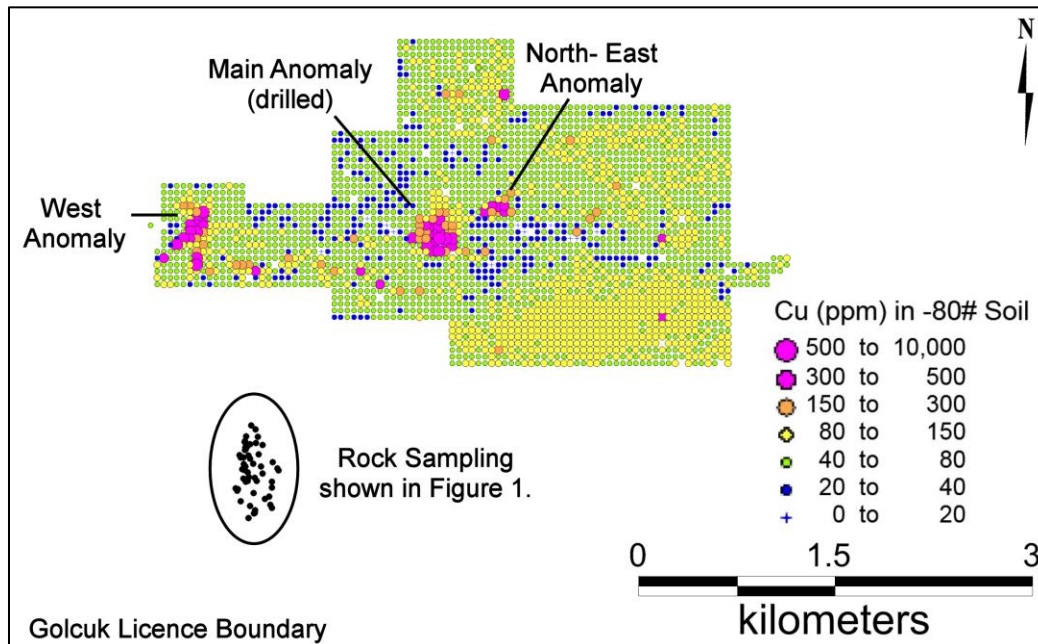 N
North- East
Anomaly
Main Anomaly
(drilled)
West
Anomaly
Cu (ppm) in -80# Soil
500 to 10,000
300 to 500
150 to 300
80 to 150
40 to 80
20 to 40
0 to 20
Rock Sampling
shown in Figure 1.
0 1.5 3
kilometers
Golcuk Licence Boundary